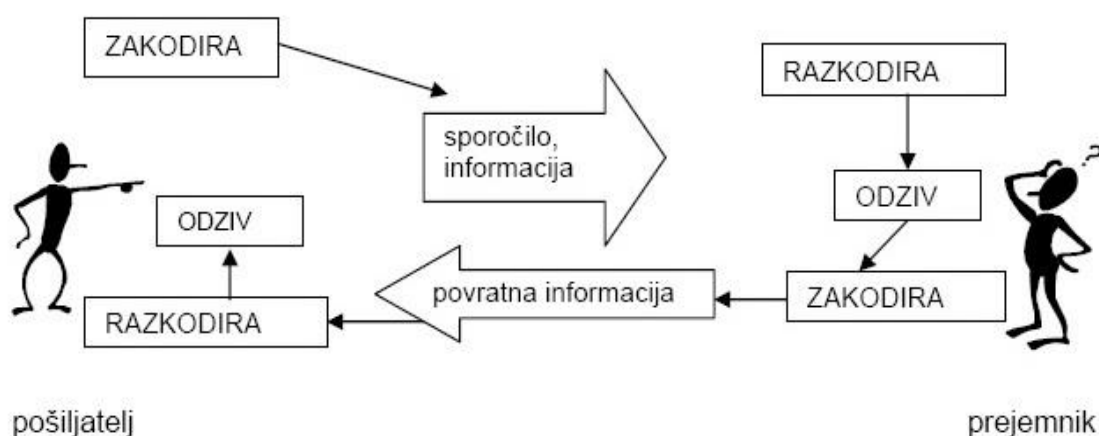 ZAKODIRA
RAZKODIRA
sporočilo,
informacija
ODZIV
ODZIV
povratna informacija
ZAKODIRA
RAZKODIRA
?
pošiljatelj
prejemnik